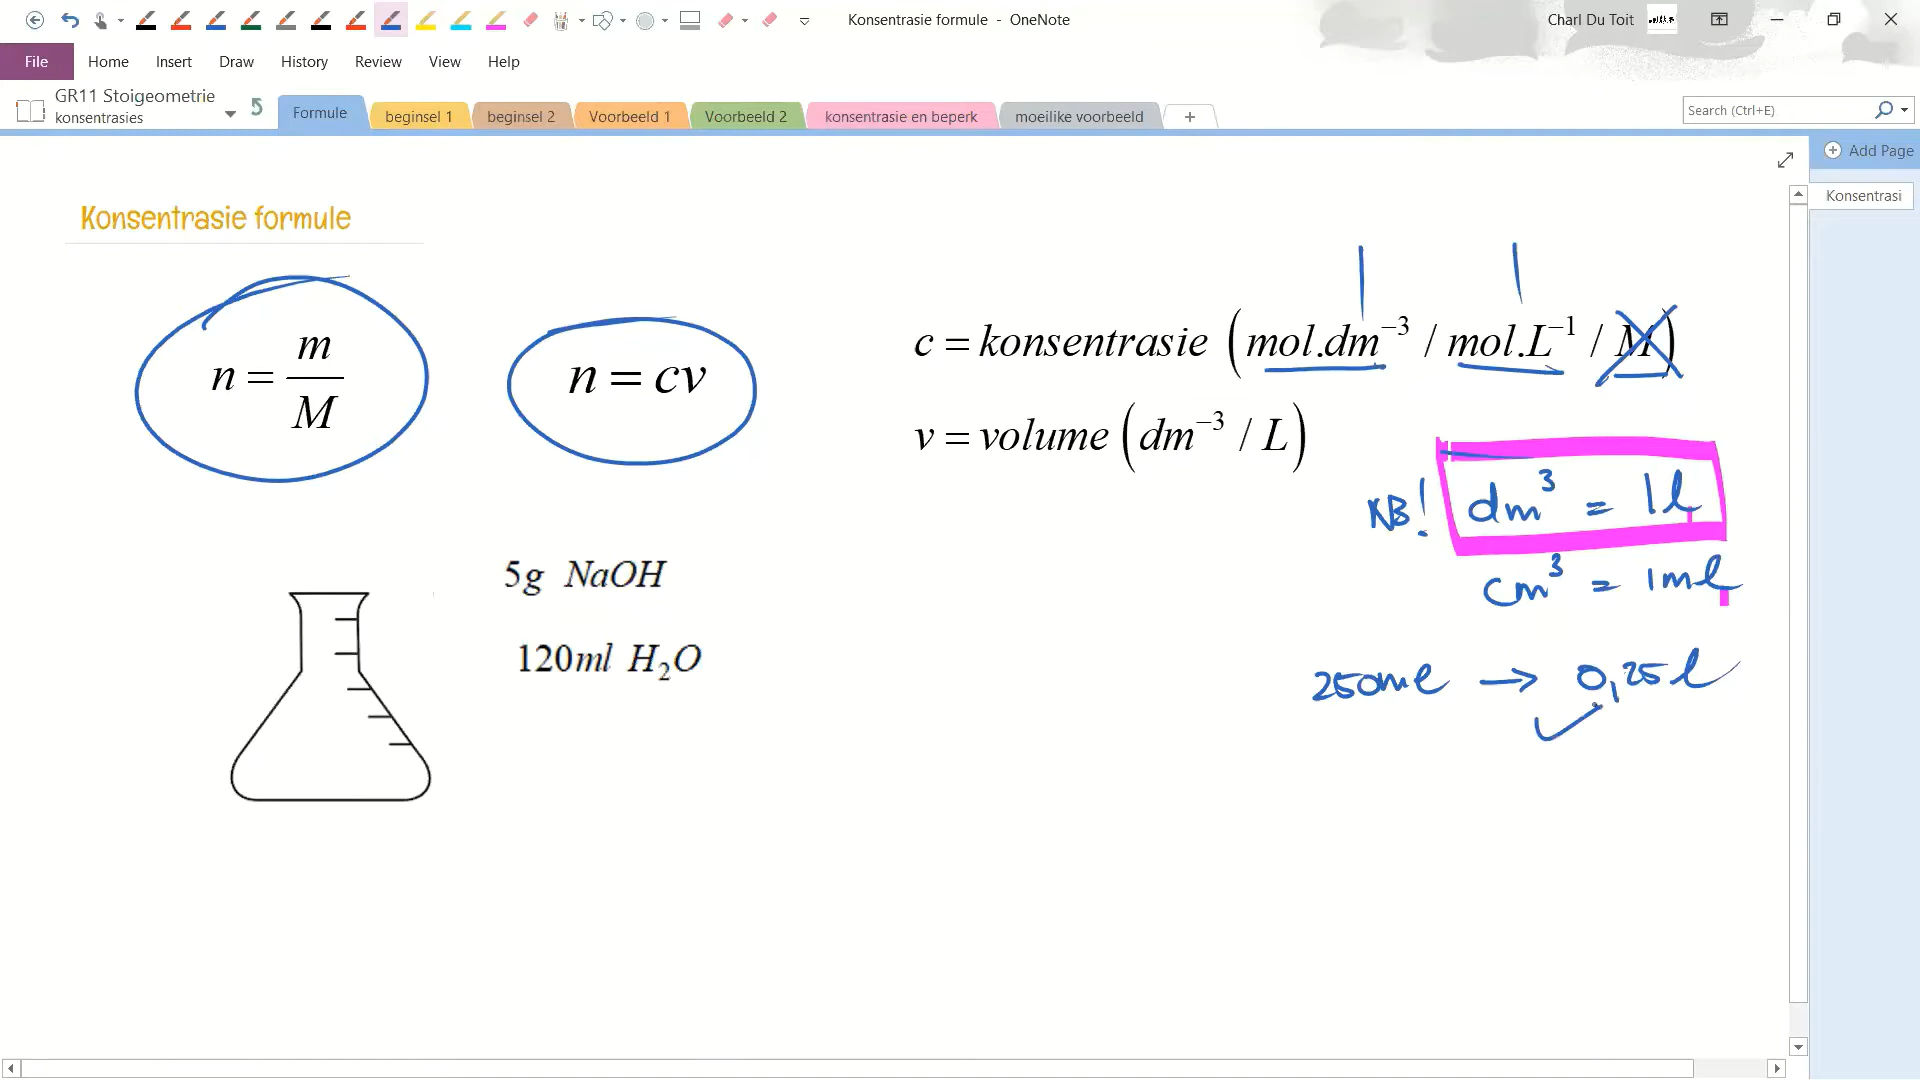 Konsentrasie formule - OneNote
Charl Du Toit
File Home Insert Draw History Review View Help
GR11 Stoigeometrie
konsentrasies
Formule beginsel 1 beginsel 2 Voorbeeld 1 Voorbeeld 2 konsentrasie en beperk moeilike voorbeeld +
Search (Ctrl+E)
Add Page
Konsentrasi
Konsentrasie formule
n = m/M
n = cv
c = konsentrasie (mol.dm⁻³ / mol.L⁻¹ / M)
v = volume (dm⁻³ / L)
NB! dm³ = 1l
cm³ = 1ml
5g NaOH
120ml H₂O
250ml → 0,25l